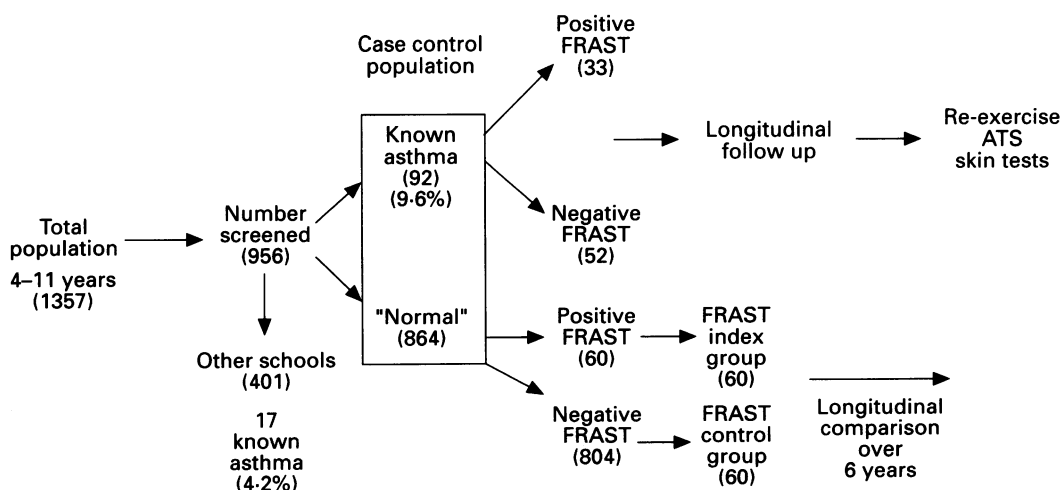 Total
population
4–11 years
(1357)
Number
screened
(956)
Other schools
(401)
17
known
asthma
(4·2%)
Case control
population
Known
asthma
(92)
(9·6%)
"Normal"
(864)
Positive
FRAST
(33)
Negative
FRAST
(52)
Longitudinal
follow up
Re-exercise
ATS
skin tests
Positive
FRAST
(60)
FRAST
index
group
(60)
Negative
FRAST
(804)
FRAST
control
group
(60)
Longitudinal
comparison
over
6 years